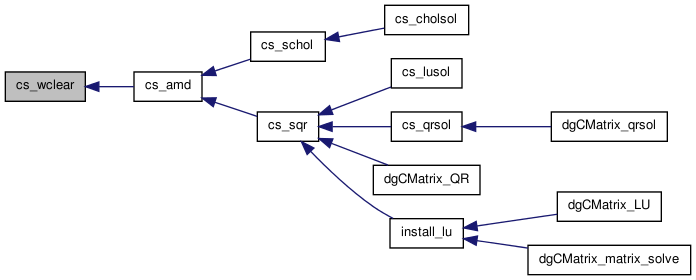 cs_cholsol
cs_schol
cs_lusol
cs_wclear
cs_amd
cs_sqr
cs_qrsol
dgCMatrix_qrsol
dgCMatrix_QR
dgCMatrix_LU
install_lu
dgCMatrix_matrix_solve